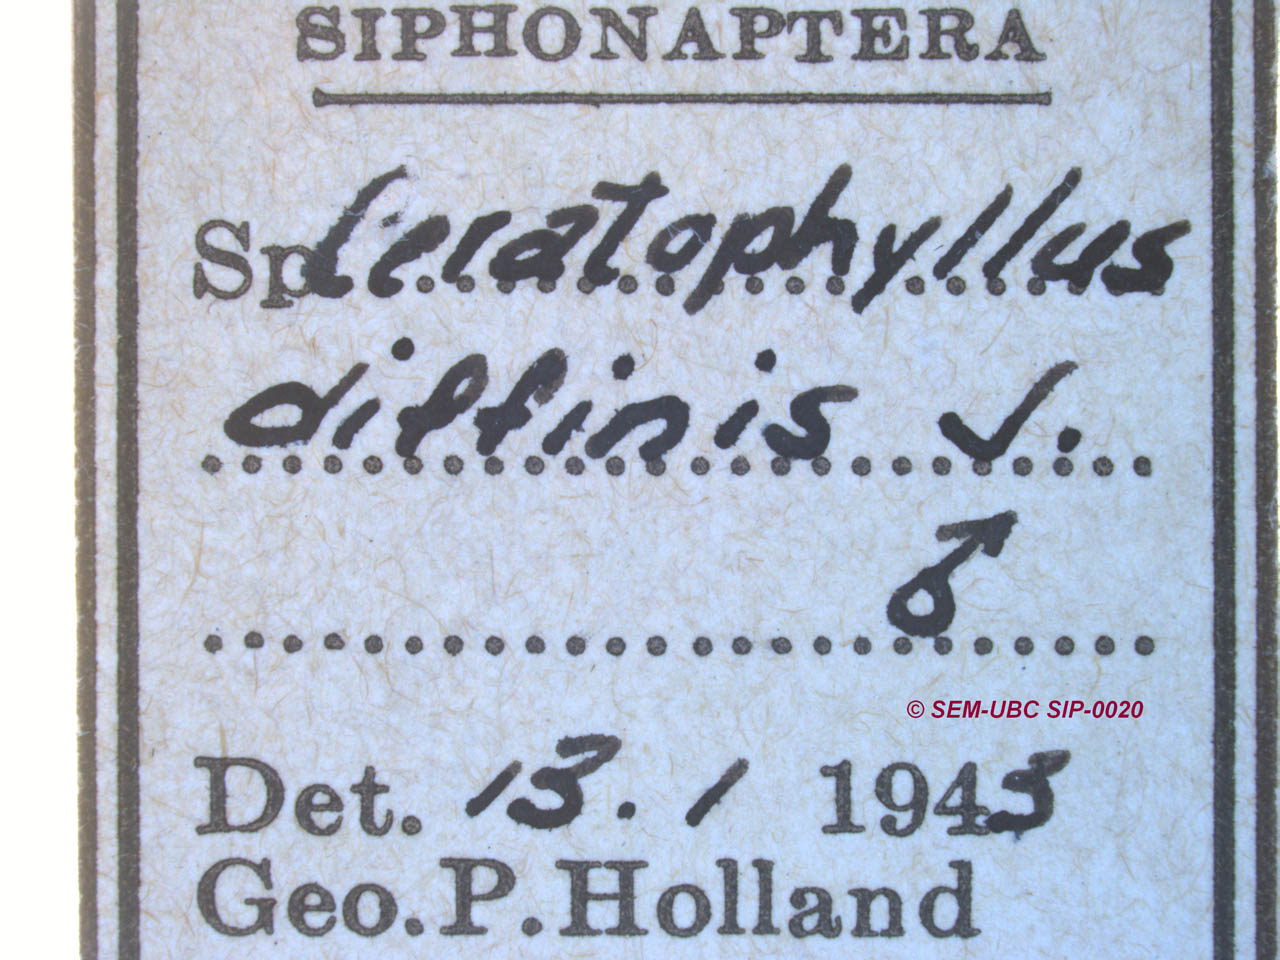 SIPHONAPTERA
Sp Ceratophyllus
diffinis J.
♂
© SEM-UBC SIP-0020
Det. 13.1 1943
Geo.P.Holland